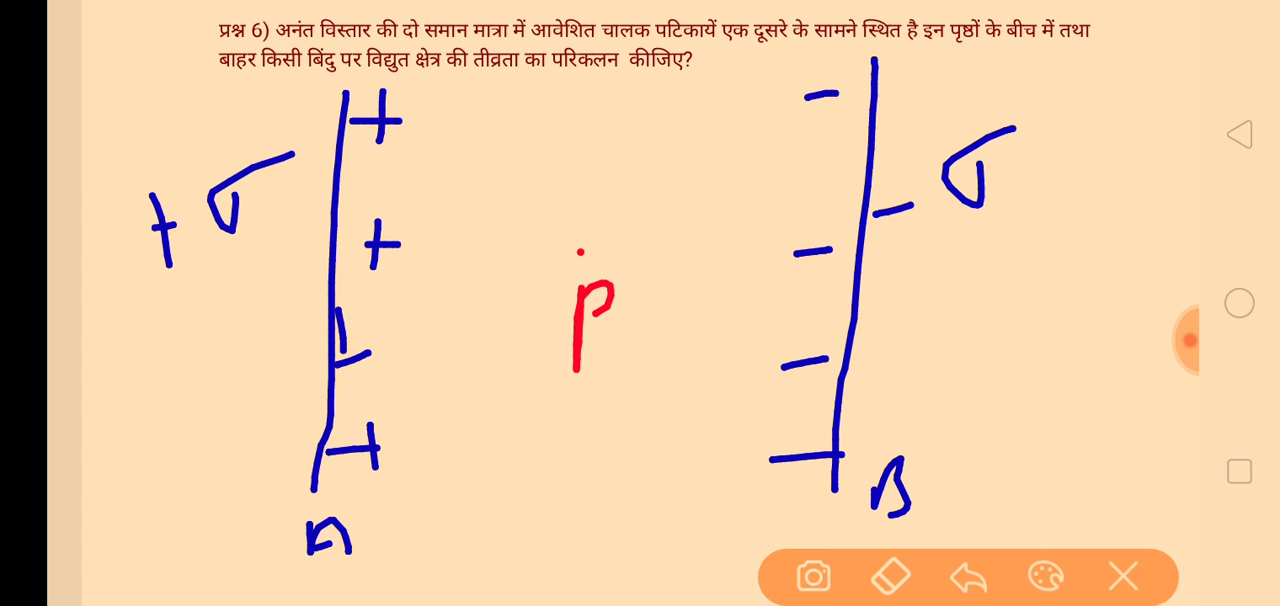 प्रश्न 6) अनंत विस्तार की दो समान मात्रा में आवेशित चालक पटिकायें एक दूसरे के सामने स्थित है इन पृष्ठों के बीच में तथा
बाहर किसी बिंदु पर विद्युत क्षेत्र की तीव्रता का परिकलन कीजिए?
+ -
+σ -σ
+ -
P
+ -
+ -
A B